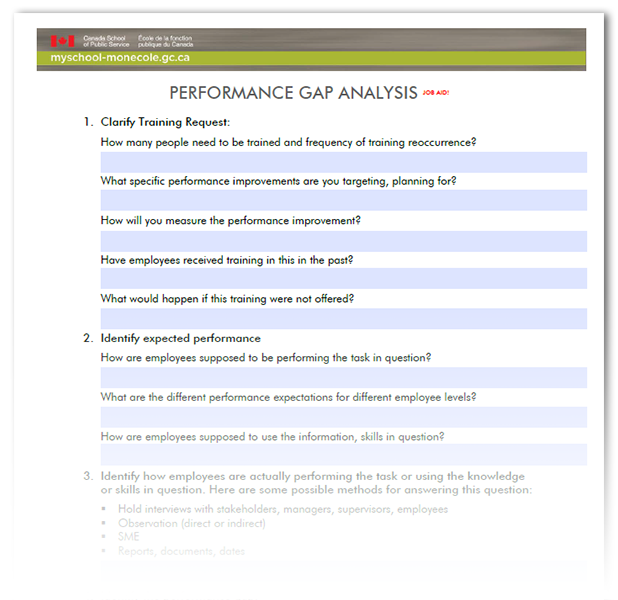 Canada School École de la fonction
of Public Service publique du Canada
myschool-monecole.gc.ca
PERFORMANCE GAP ANALYSIS JOB AID!
1. Clarify Training Request:
How many people need to be trained and frequency of training reoccurrence?
What specific performance improvements are you targeting, planning for?
How will you measure the performance improvement?
Have employees received training in this in the past?
What would happen if this training were not offered?
2. Identify expected performance
How are employees supposed to be performing the task in question?
What are the different performance expectations for different employee levels?
How are employees supposed to use the information, skills in question?
3. Identify how employees are actually performing the task or using the knowledge
or skills in question. Here are some possible methods for answering this question:
• Hold interviews with stakeholders, managers, supervisors, employees
• Observation (direct or indirect)
• SME
• Reports, documents, dates